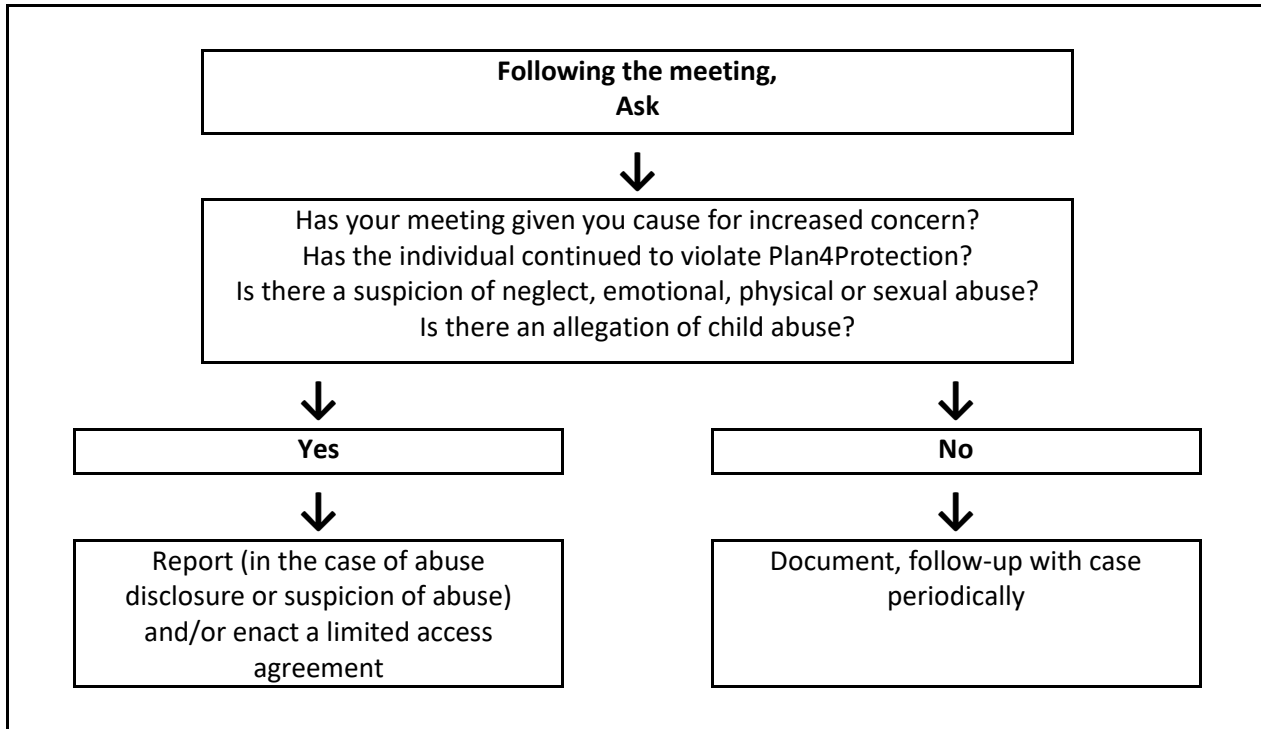 Following the meeting,
Ask
Has your meeting given you cause for increased concern?
Has the individual continued to violate Plan4Protection?
Is there a suspicion of neglect, emotional, physical or sexual abuse?
Is there an allegation of child abuse?
Yes
No
Report (in the case of abuse
disclosure or suspicion of abuse)
and/or enact a limited access
agreement
Document, follow-up with case
periodically